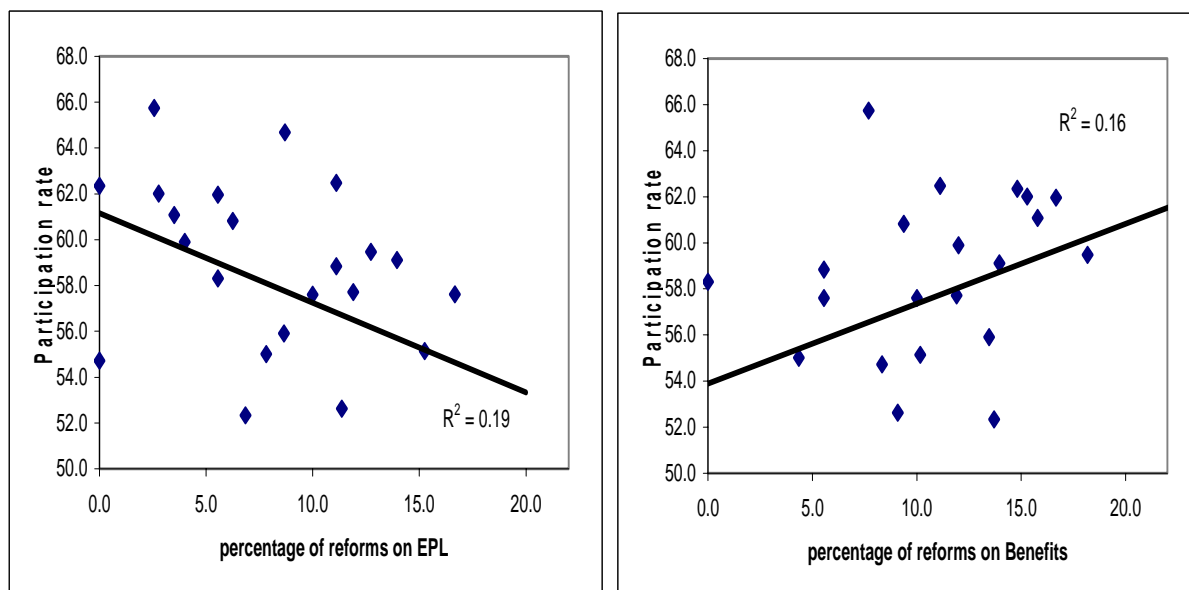 68.0
66.0
64.0
62.0
60.0
58.0
56.0
54.0
52.0
50.0
Participation rate
R² = 0.19
0.0 5.0 10.0 15.0 20.0
percentage of reforms on EPL
68.0
66.0
64.0
62.0
60.0
58.0
56.0
54.0
52.0
50.0
Participation rate
R² = 0.16
0.0 5.0 10.0 15.0 20.0
percentage of reforms on Benefits